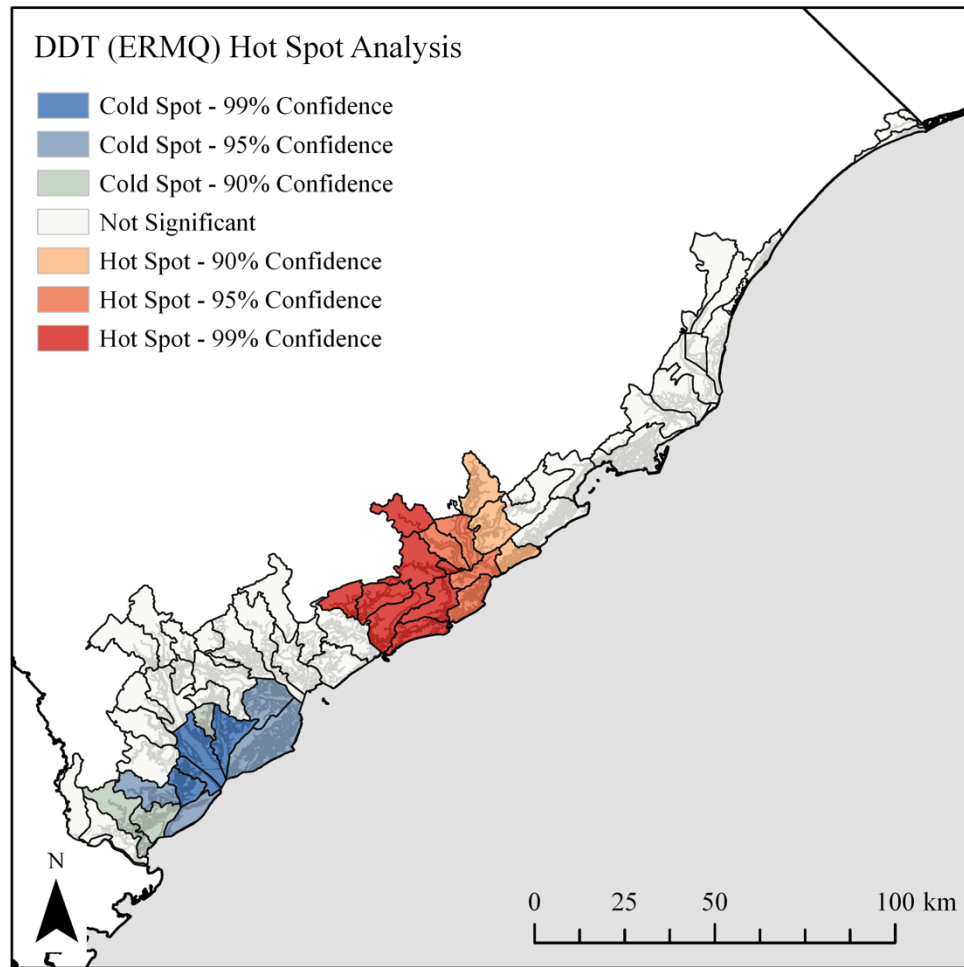 DDT (ERMQ) Hot Spot Analysis
Cold Spot - 99% Confidence
Cold Spot - 95% Confidence
Cold Spot - 90% Confidence
Not Significant
Hot Spot - 90% Confidence
Hot Spot - 95% Confidence
Hot Spot - 99% Confidence
N
0 25 50 100 km